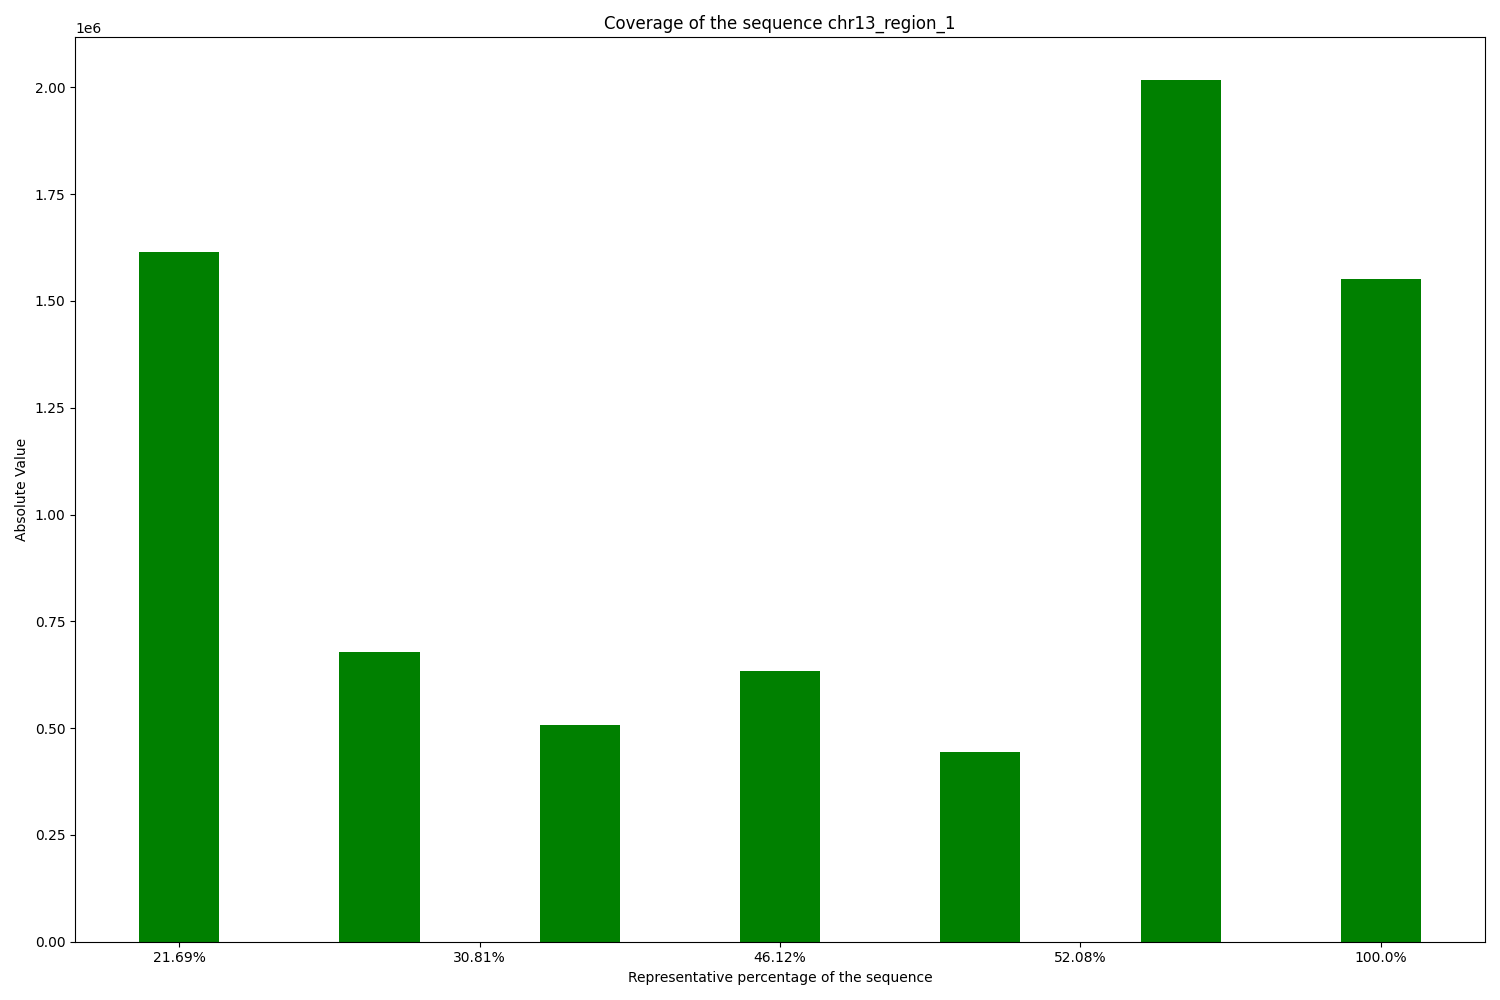 Coverage of the sequence chr13_region_1
1e6
2.00
1.75
1.50
1.25
1.00
0.75
0.50
0.25
0.00
Absolute Value
21.69% 30.81% 46.12% 52.08% 100.0%
Representative percentage of the sequence